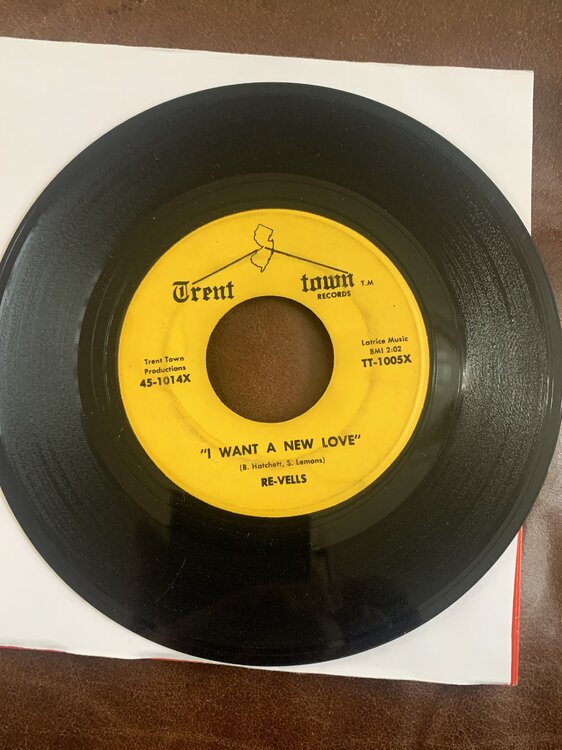 Trent town T.M
RECORDS
Trent Town
Productions
45-1014X
Latrice Music
BMI 2:02
TT-1005X
"I WANT A NEW LOVE"
(B. Hatchett, S. Lemons)
RE-VELLS